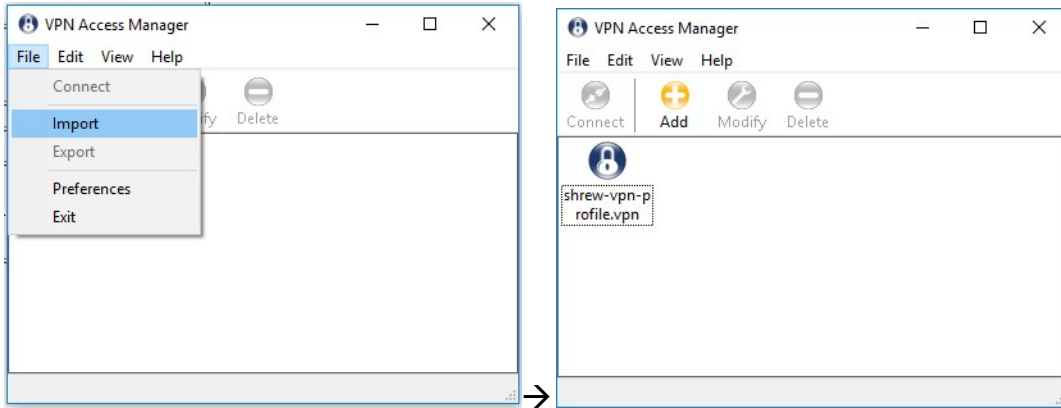 VPN Access Manager
File Edit View Help
Connect
Import
Export
Preferences
Exit
ify Delete
→
VPN Access Manager
File Edit View Help
Connect Add Modify Delete
shrew-vpn-p
rofile.vpn